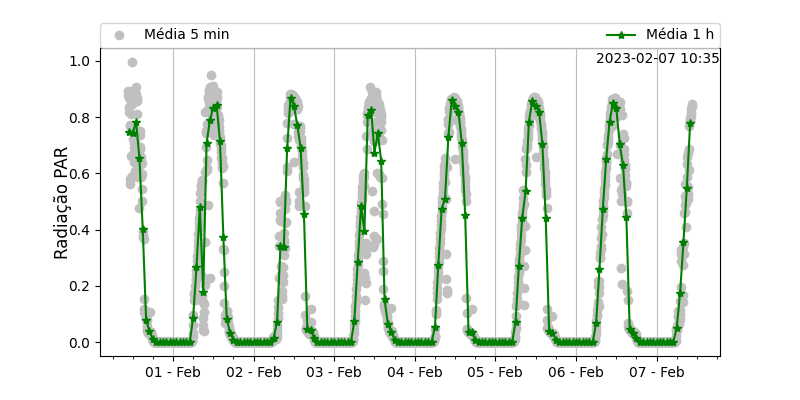 Média 5 min
Média 1 h
2023-02-07 10:35
Radiação PAR
1.0
0.8
0.6
0.4
0.2
0.0
01 - Feb
02 - Feb
03 - Feb
04 - Feb
05 - Feb
06 - Feb
07 - Feb